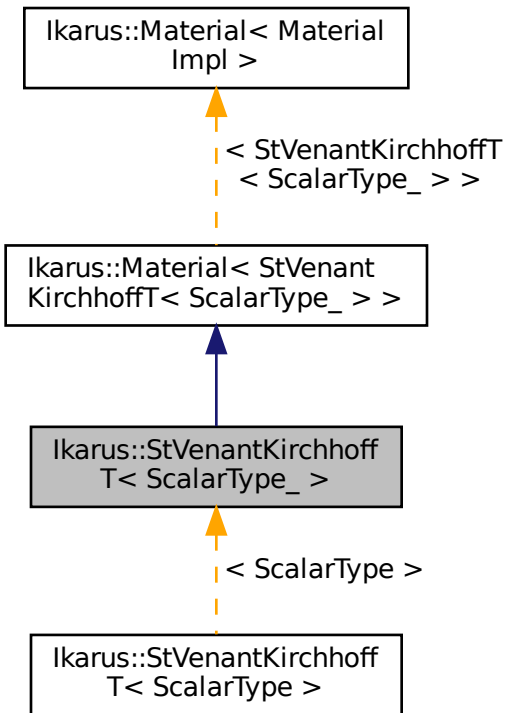 Ikarus::Material< Material
Impl >
< StVenantKirchhoffT
< ScalarType_ > >
Ikarus::Material< StVenant
KirchhoffT< ScalarType_ > >
Ikarus::StVenantKirchhoff
T< ScalarType_ >
< ScalarType >
Ikarus::StVenantKirchhoff
T< ScalarType >